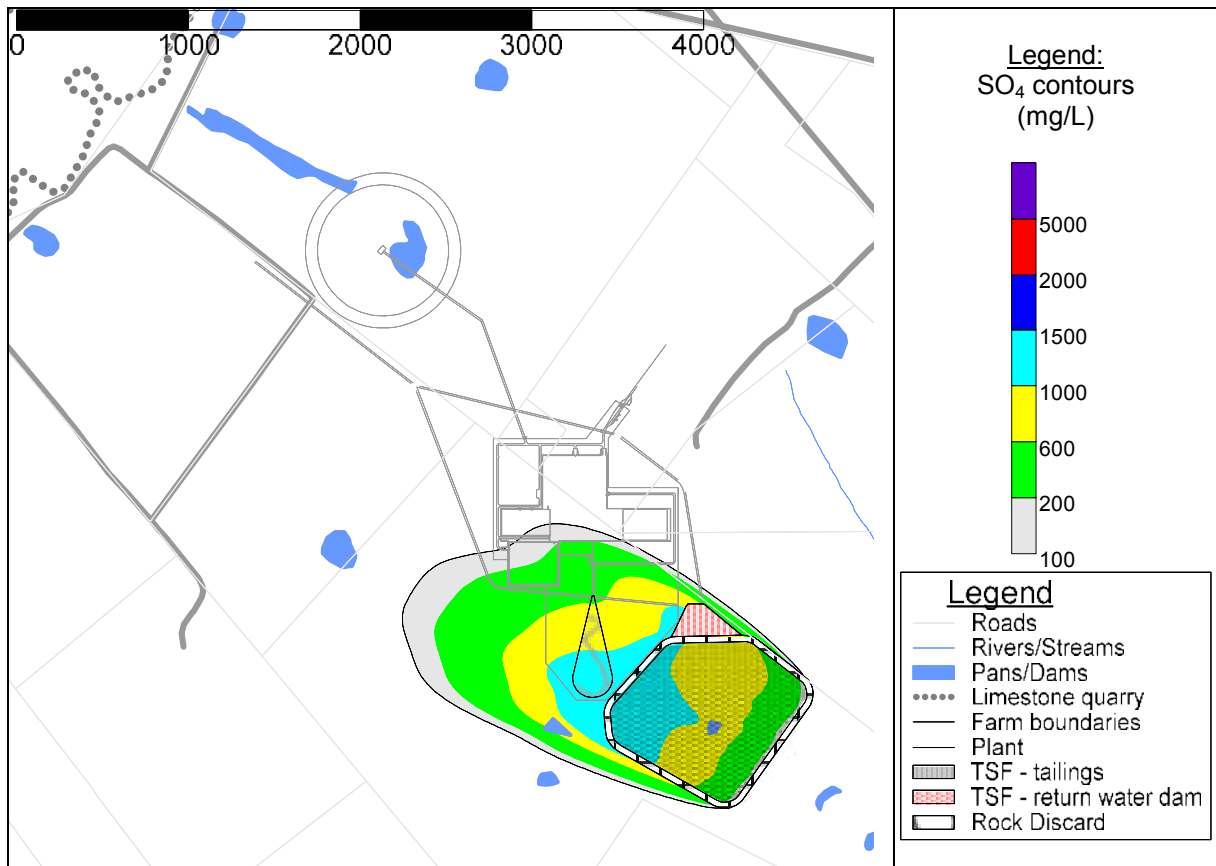 0 1000 2000 3000 4000
Legend:
SO₄ contours
(mg/L)
5000
2000
1500
1000
600
200
100
Legend
Roads
Rivers/Streams
Pans/Dams
Limestone quarry
Farm boundaries
Plant
TSF - tailings
TSF - return water dam
Rock Discard